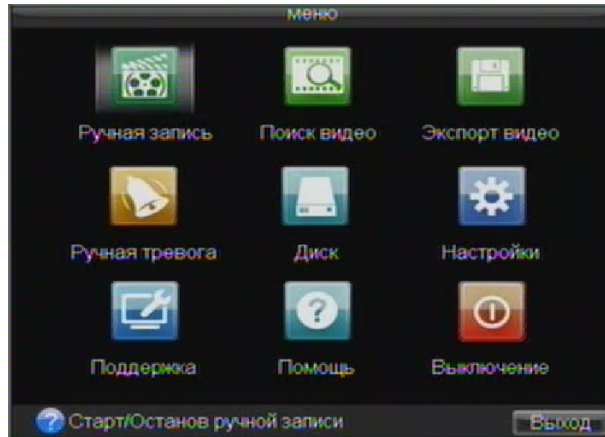 меню
Ручная запись Поиск видео Экспорт видео
Ручная тревога Диск Настройки
Поддержка Помощь Выключение
Старт/Останов ручной записи Выход